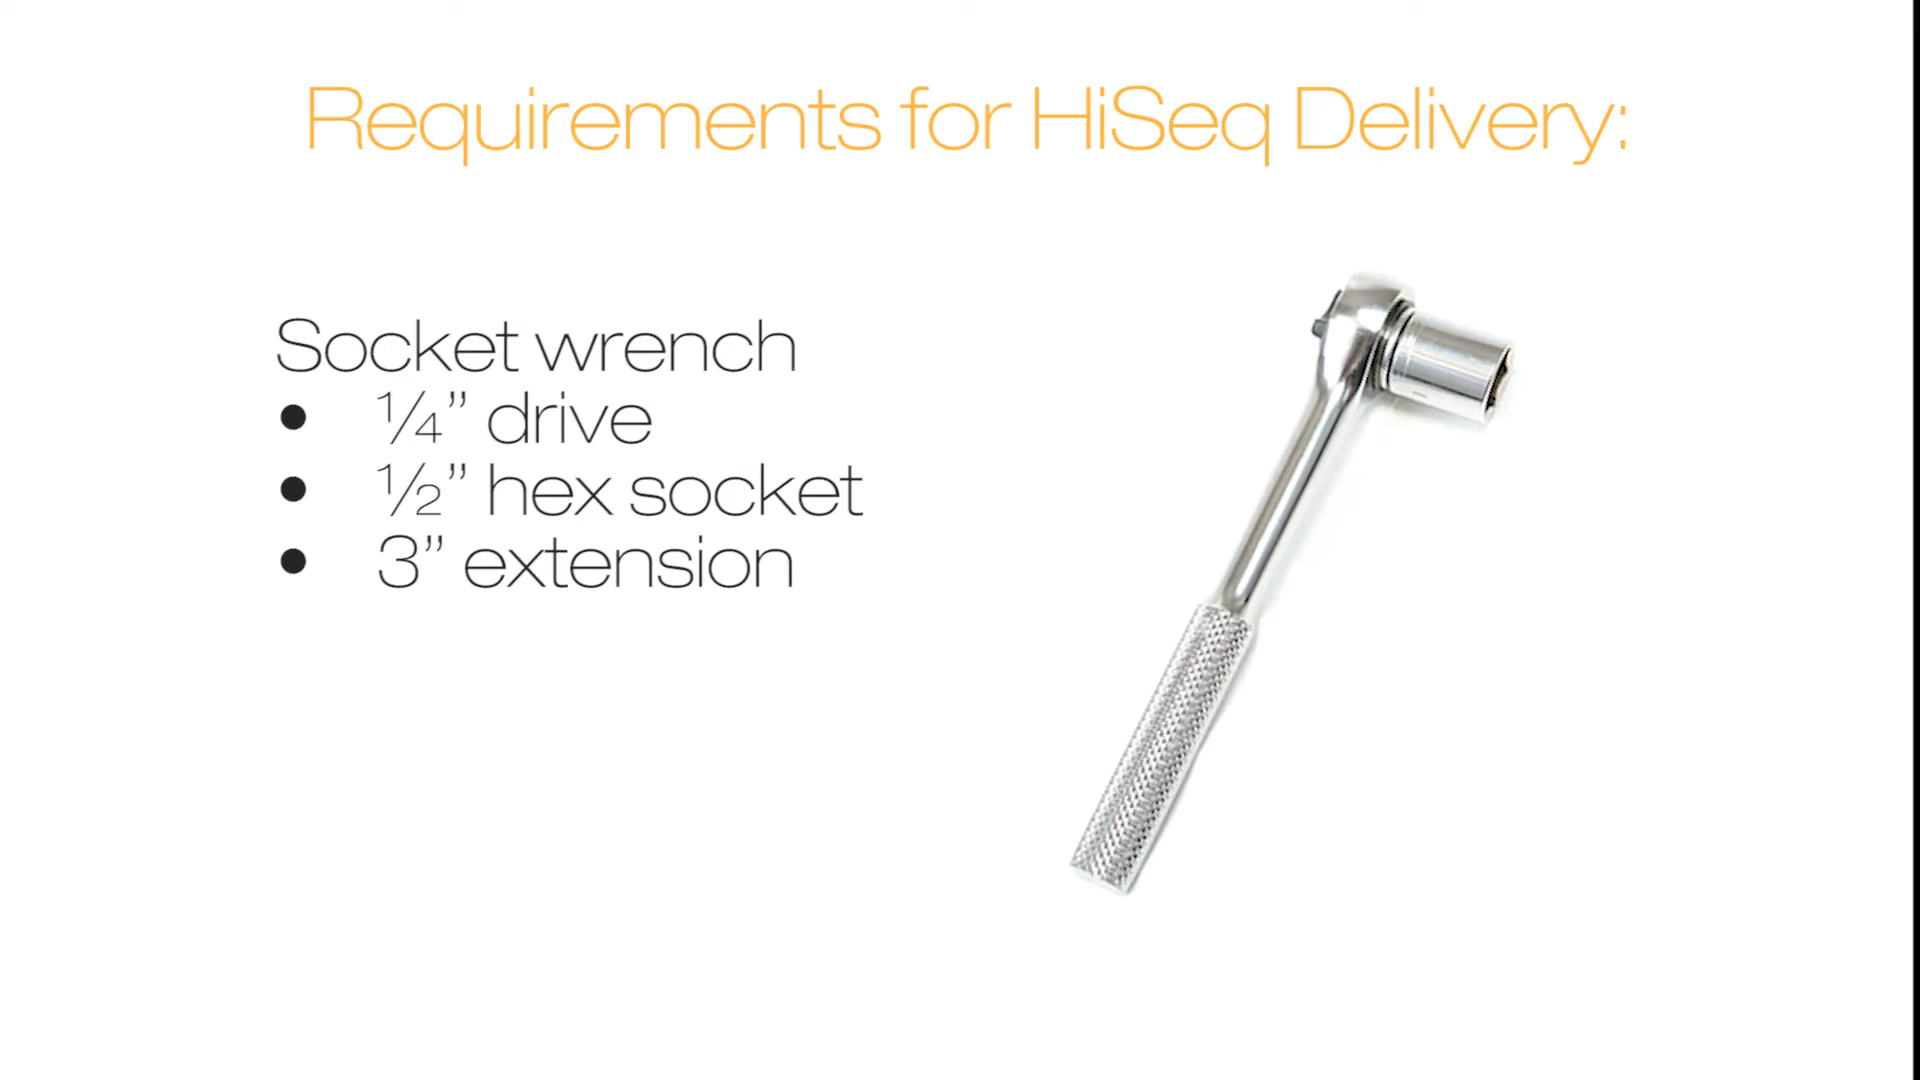 Requirements for HiSeq Delivery:
Socket wrench
• ¼” drive
• ½” hex socket
• 3” extension